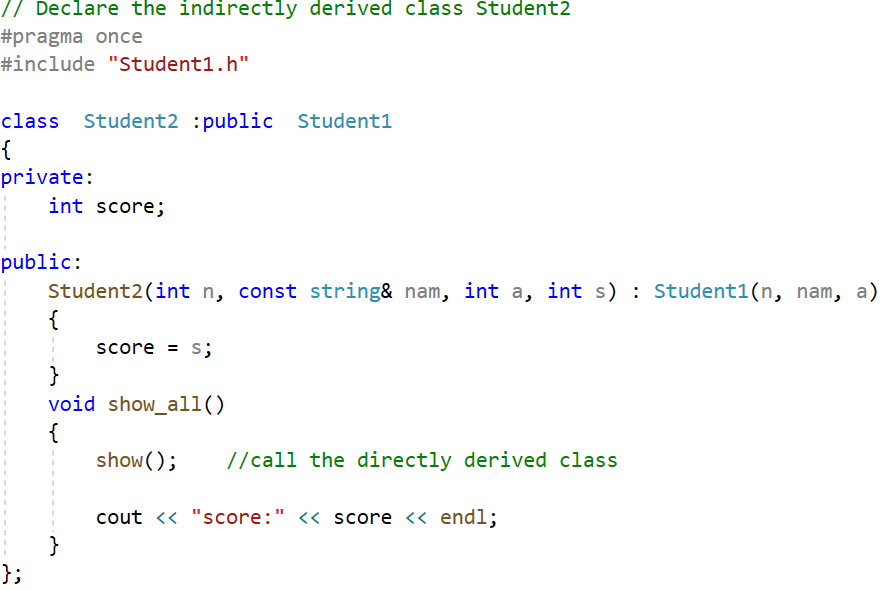 // Declare the indirectly derived class Student2
#pragma once
#include "Student1.h"

class  Student2 :public  Student1
{
private:
    int score;

public:
    Student2(int n, const string& nam, int a, int s) : Student1(n, nam, a)
    {
        score = s;
    }
    void show_all()
    {
        show();    //call the directly derived class

        cout << "score:" << score << endl;
    }
};